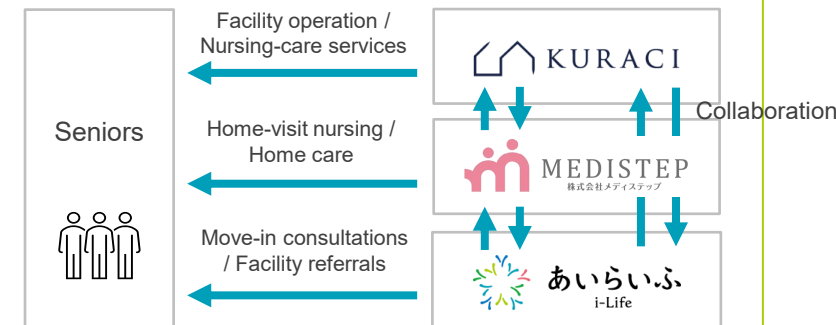 Seniors
Facility operation /
Nursing-care services
Home-visit nursing /
Home care
Move-in consultations
/ Facility referrals
KURACI
Collaboration
MEDISTEP
株式会社メディステップ
あいらいふ
i-Life